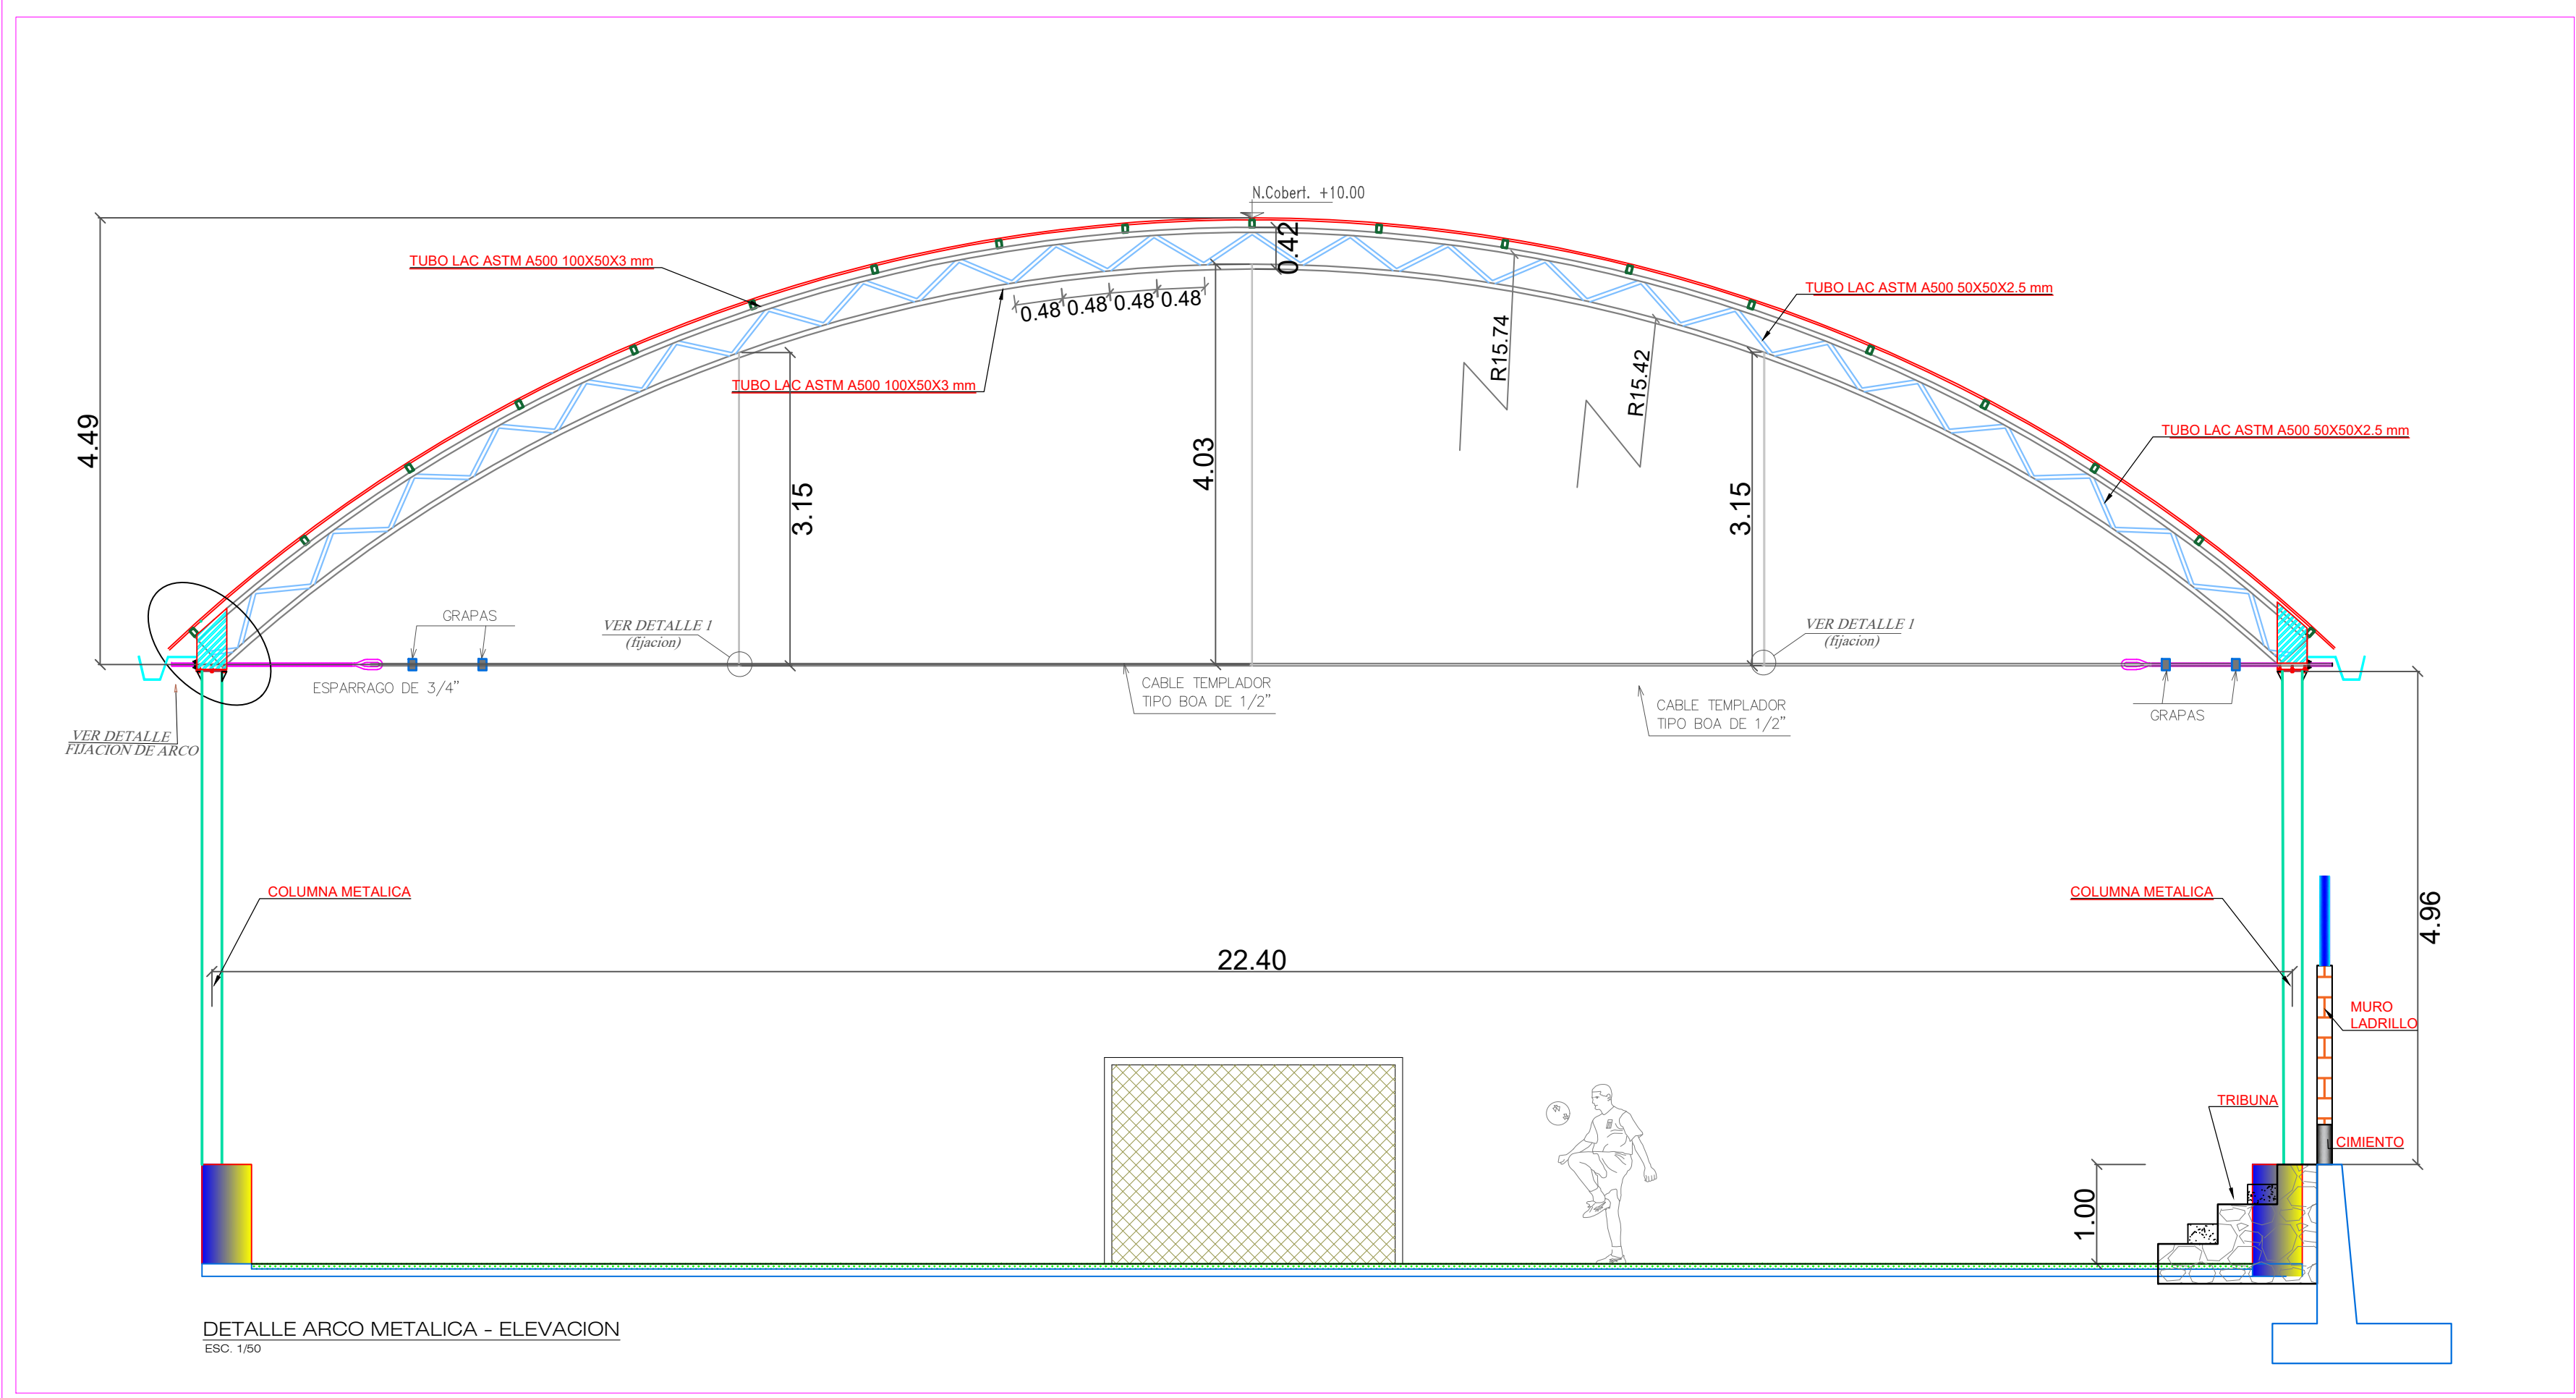 N.Cobert. +10.00
0.42
TUBO LAC ASTM A500 100X50X3 mm
TUBO LAC ASTM A500 50X50X2.5 mm
0.48 0.48 0.48 0.48
R15.74
R15.42
TUBO LAC ASTM A500 100X50X3 mm
4.49
TUBO LAC ASTM A500 50X50X2.5 mm
4.03
3.15
3.15
GRAPAS
VER DETALLE 1
(fijacion)
VER DETALLE 1
(fijacion)
ESPARRAGO DE 3/4"
CABLE TEMPLADOR
TIPO BOA DE 1/2"
CABLE TEMPLADOR
TIPO BOA DE 1/2"
GRAPAS
VER DETALLE
FIJACION DE ARCO
COLUMNA METALICA
COLUMNA METALICA
4.96
22.40
MURO
LADRILLO
TRIBUNA
CIMIENTO
1.00
DETALLE ARCO METALICA - ELEVACION
ESC. 1/50